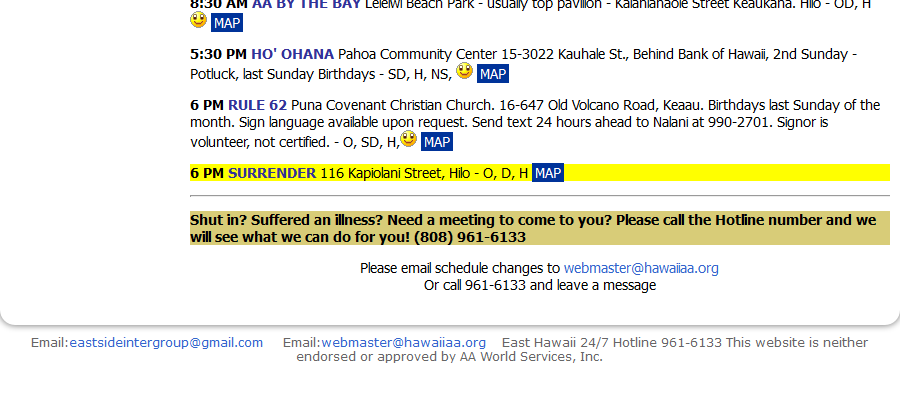 8:30 AM AA BY THE BAY Leleiwi Beach Park - usually top pavilion - Kalanianaole Street Keaukaha. Hilo - OD, H
MAP
5:30 PM HO' OHANA Pahoa Community Center 15-3022 Kauhale St., Behind Bank of Hawaii, 2nd Sunday -
Potluck, last Sunday Birthdays - SD, H, NS, MAP
6 PM RULE 62 Puna Covenant Christian Church. 16-647 Old Volcano Road, Keaau. Birthdays last Sunday of the
month. Sign language available upon request. Send text 24 hours ahead to Nalani at 990-2701. Signor is
volunteer, not certified. - O, SD, H, MAP
6 PM SURRENDER 116 Kapiolani Street, Hilo - O, D, H MAP
Shut in? Suffered an illness? Need a meeting to come to you? Please call the Hotline number and we
will see what we can do for you! (808) 961-6133
Please email schedule changes to webmaster@hawaiiaa.org
Or call 961-6133 and leave a message
Email:eastsideintergroup@gmail.com Email:webmaster@hawaiiaa.org East Hawaii 24/7 Hotline 961-6133 This website is neither
endorsed or approved by AA World Services, Inc.